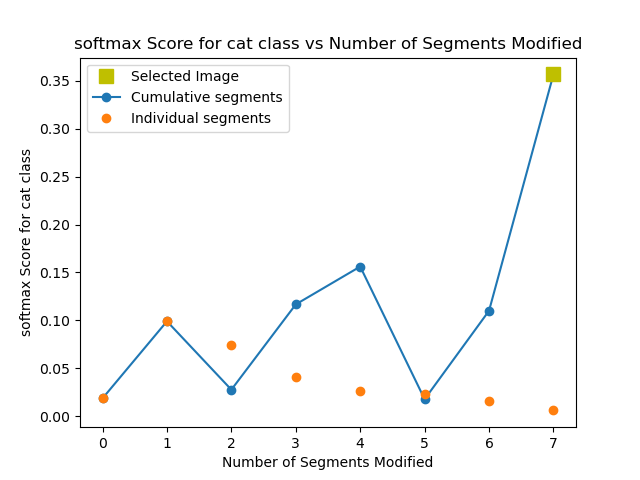 softmax Score for cat class vs Number of Segments Modified
Selected Image
Cumulative segments
Individual segments
softmax Score for cat class
0.35
0.30
0.25
0.20
0.15
0.10
0.05
0.00
0 1 2 3 4 5 6 7
Number of Segments Modified